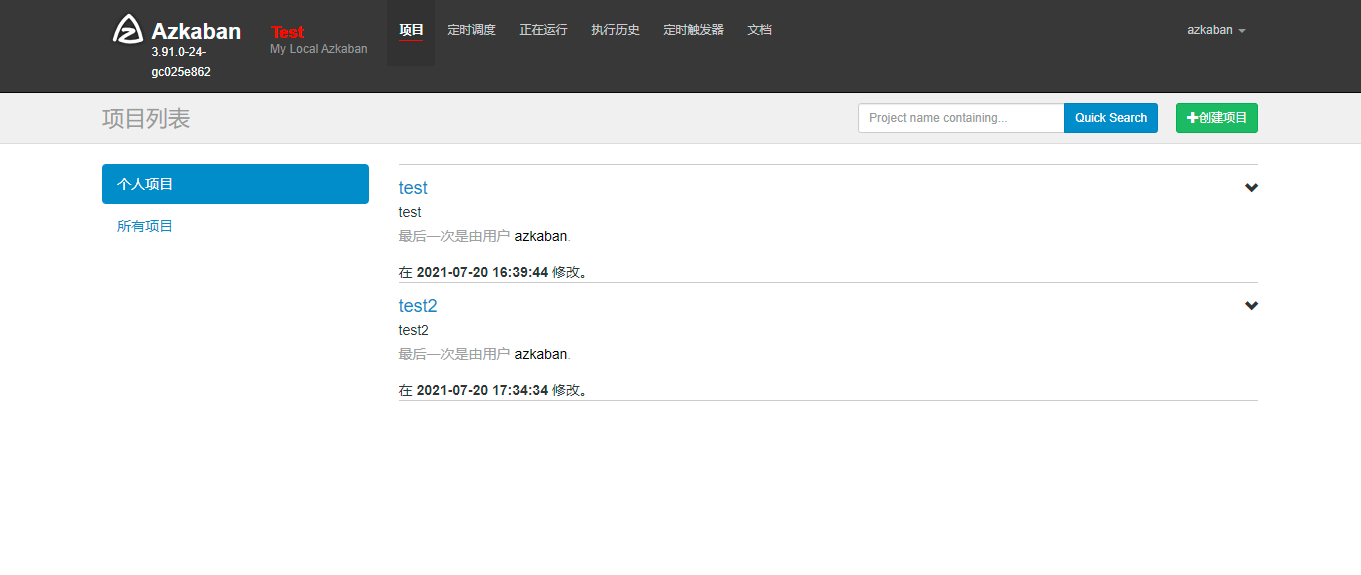 Azkaban
3.91.0-24-
gc025e862
Test
My Local Azkaban
项目 定时调度 正在运行 执行历史 定时触发器 文档
azkaban
项目列表
Project name containing...
Quick Search
创建项目
个人项目
所有项目
test
test
最后一次是由用户 azkaban.
在 2021-07-20 16:39:44 修改。
test2
test2
最后一次是由用户 azkaban.
在 2021-07-20 17:34:34 修改。